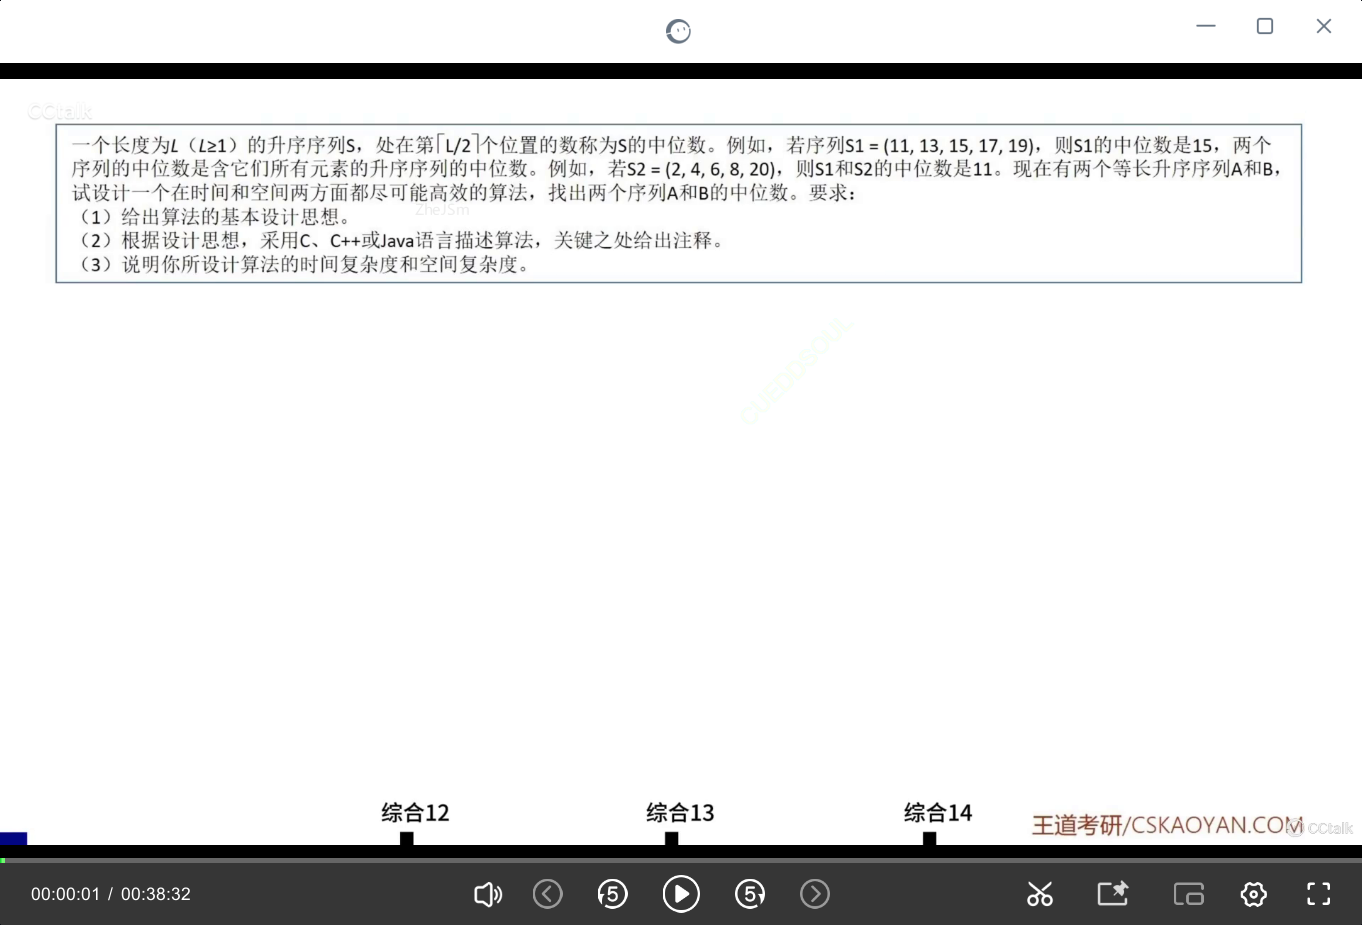 CCtalk
一个长度为L（L≥1）的升序序列S，处在第⌈L/2⌉个位置的数称为S的中位数。例如，若序列S1 = (11, 13, 15, 17, 19)，则S1的中位数是15，两个
序列的中位数是含它们所有元素的升序序列的中位数。例如，若S2 = (2, 4, 6, 8, 20)，则S1和S2的中位数是11。现在有两个等长升序序列A和B，
试设计一个在时间和空间两方面都尽可能高效的算法，找出两个序列A和B的中位数。要求：
ZheJSm
（1）给出算法的基本设计思想。
（2）根据设计思想，采用C、C++或Java语言描述算法，关键之处给出注释。
（3）说明你所设计算法的时间复杂度和空间复杂度。
综合12
综合13
综合14
王道考研/CSKAOYAN.COM
CCtalk
00:00:01 / 00:38:32
5
5